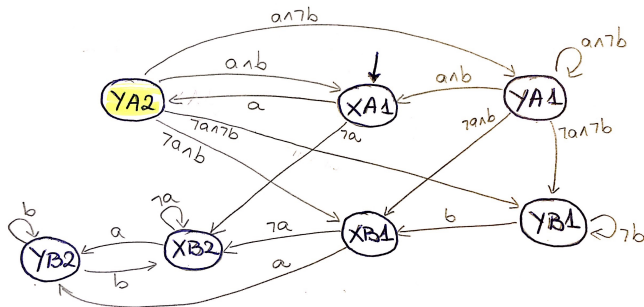 a∧¬b
a∧¬b
a∧b
a∧b
YA2
a
XA1
YA1
¬a∧¬b
¬a
¬a∧b
¬a∧¬b
¬a∧b
b
¬a
a
XB2
¬a
XB1
b
YB1
¬b
YB2
b
a